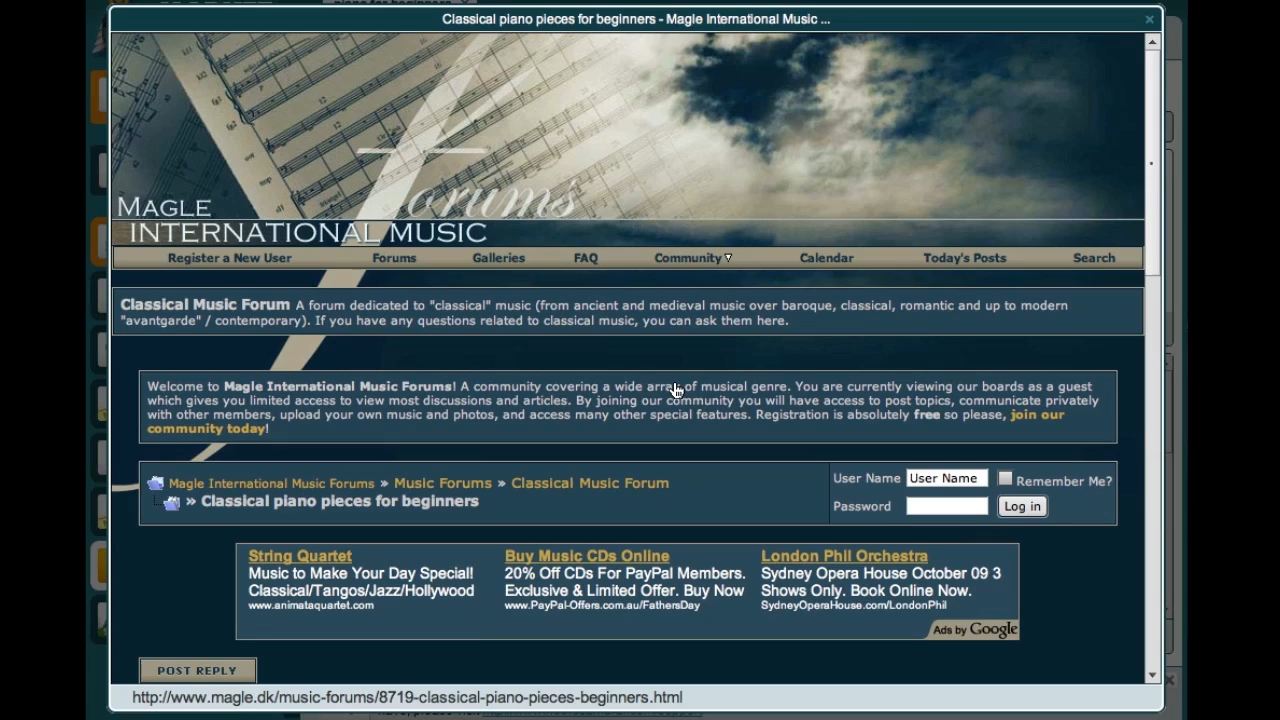 Classical piano pieces for beginners - Magle International Music ...
Forums
MAGLE
INTERNATIONAL MUSIC
Register a New User Forums Galleries FAQ Community Calendar Today's Posts Search
Classical Music Forum A forum dedicated to "classical" music (from ancient and medieval music over baroque, classical, romantic and up to modern
"avantgarde" / contemporary). If you have any questions related to classical music, you can ask them here.
Welcome to Magle International Music Forums! A community covering a wide array of musical genre. You are currently viewing our boards as a guest
which gives you limited access to view most discussions and articles. By joining our community you will have access to post topics, communicate privately
with other members, upload your own music and photos, and access many other special features. Registration is absolutely free so please, join our
community today!
Magle International Music Forums » Music Forums » Classical Music Forum
» Classical piano pieces for beginners
User Name User Name Remember Me?
Password Log in
String Quartet
Music to Make Your Day Special!
Classical/Tangos/Jazz/Hollywood
www.animataquartet.com
Buy Music CDs Online
20% Off CDs For PayPal Members.
Exclusive & Limited Offer. Buy Now
www.PayPal-Offers.com.au/FathersDay
London Phil Orchestra
Sydney Opera House October 09 3
Shows Only. Book Online Now.
SydneyOperaHouse.com/LondonPhil
Ads by Google
POST REPLY
http://www.magle.dk/music-forums/8719-classical-piano-pieces-beginners.html